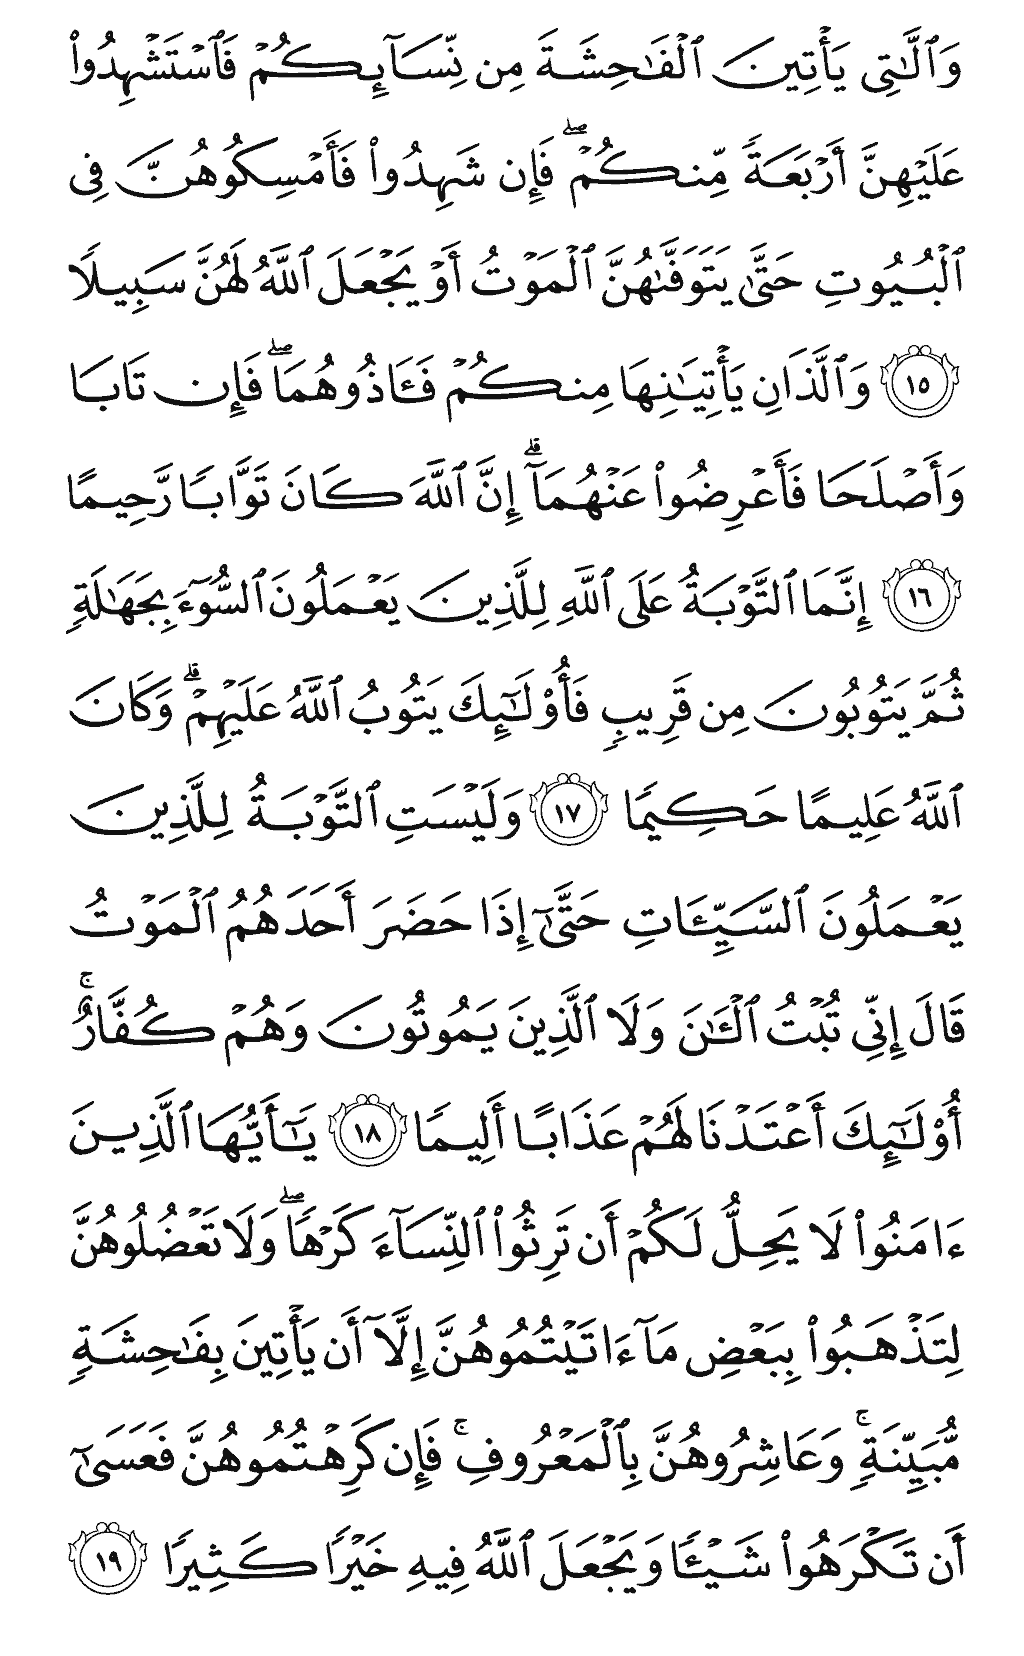 وَٱلَّٰتِى يَأْتِينَ ٱلْفَٰحِشَةَ مِن نِّسَآئِكُمْ فَٱسْتَشْهِدُوا۟
عَلَيْهِنَّ أَرْبَعَةً مِّنكُمْ ۖ فَإِن شَهِدُوا۟ فَأَمْسِكُوهُنَّ فِى
ٱلْبُيُوتِ حَتَّىٰ يَتَوَفَّىٰهُنَّ ٱلْمَوْتُ أَوْ يَجْعَلَ ٱللَّهُ لَهُنَّ سَبِيلًا
١٥ وَٱلَّذَانِ يَأْتِيَٰنِهَا مِنكُمْ فَـَٔاذُوهُمَا ۖ فَإِن تَابَا
وَأَصْلَحَا فَأَعْرِضُوا۟ عَنْهُمَآ ۗ إِنَّ ٱللَّهَ كَانَ تَوَّابًا رَّحِيمًا
١٦ إِنَّمَا ٱلتَّوْبَةُ عَلَى ٱللَّهِ لِلَّذِينَ يَعْمَلُونَ ٱلسُّوٓءَ بِجَهَٰلَةٍ
ثُمَّ يَتُوبُونَ مِن قَرِيبٍ فَأُو۟لَٰٓئِكَ يَتُوبُ ٱللَّهُ عَلَيْهِمْ ۗ وَكَانَ
ٱللَّهُ عَلِيمًا حَكِيمًا ١٧ وَلَيْسَتِ ٱلتَّوْبَةُ لِلَّذِينَ
يَعْمَلُونَ ٱلسَّيِّـَٔاتِ حَتَّىٰٓ إِذَا حَضَرَ أَحَدَهُمُ ٱلْمَوْتُ
قَالَ إِنِّى تُبْتُ ٱلْـَٰٔنَ وَلَا ٱلَّذِينَ يَمُوتُونَ وَهُمْ كُفَّارٌ ۚ
أُو۟لَٰٓئِكَ أَعْتَدْنَا لَهُمْ عَذَابًا أَلِيمًا ١٨ يَٰٓأَيُّهَا ٱلَّذِينَ
ءَامَنُوا۟ لَا يَحِلُّ لَكُمْ أَن تَرِثُوا۟ ٱلنِّسَآءَ كَرْهًا ۖ وَلَا تَعْضُلُوهُنَّ
لِتَذْهَبُوا۟ بِبَعْضِ مَآ ءَاتَيْتُمُوهُنَّ إِلَّآ أَن يَأْتِينَ بِفَٰحِشَةٍ
مُّبَيِّنَةٍ ۚ وَعَاشِرُوهُنَّ بِٱلْمَعْرُوفِ ۚ فَإِن كَرِهْتُمُوهُنَّ فَعَسَىٰٓ
أَن تَكْرَهُوا۟ شَيْـًٔا وَيَجْعَلَ ٱللَّهُ فِيهِ خَيْرًا كَثِيرًا ١٩